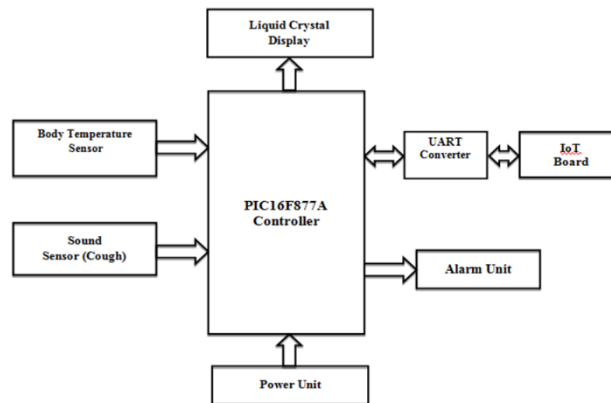 Liquid Crystal
Display
Body Temperature
Sensor
UART
Converter
IoT
Board
PIC16F877A
Controller
Sound
Sensor (Cough)
Alarm Unit
Power Unit